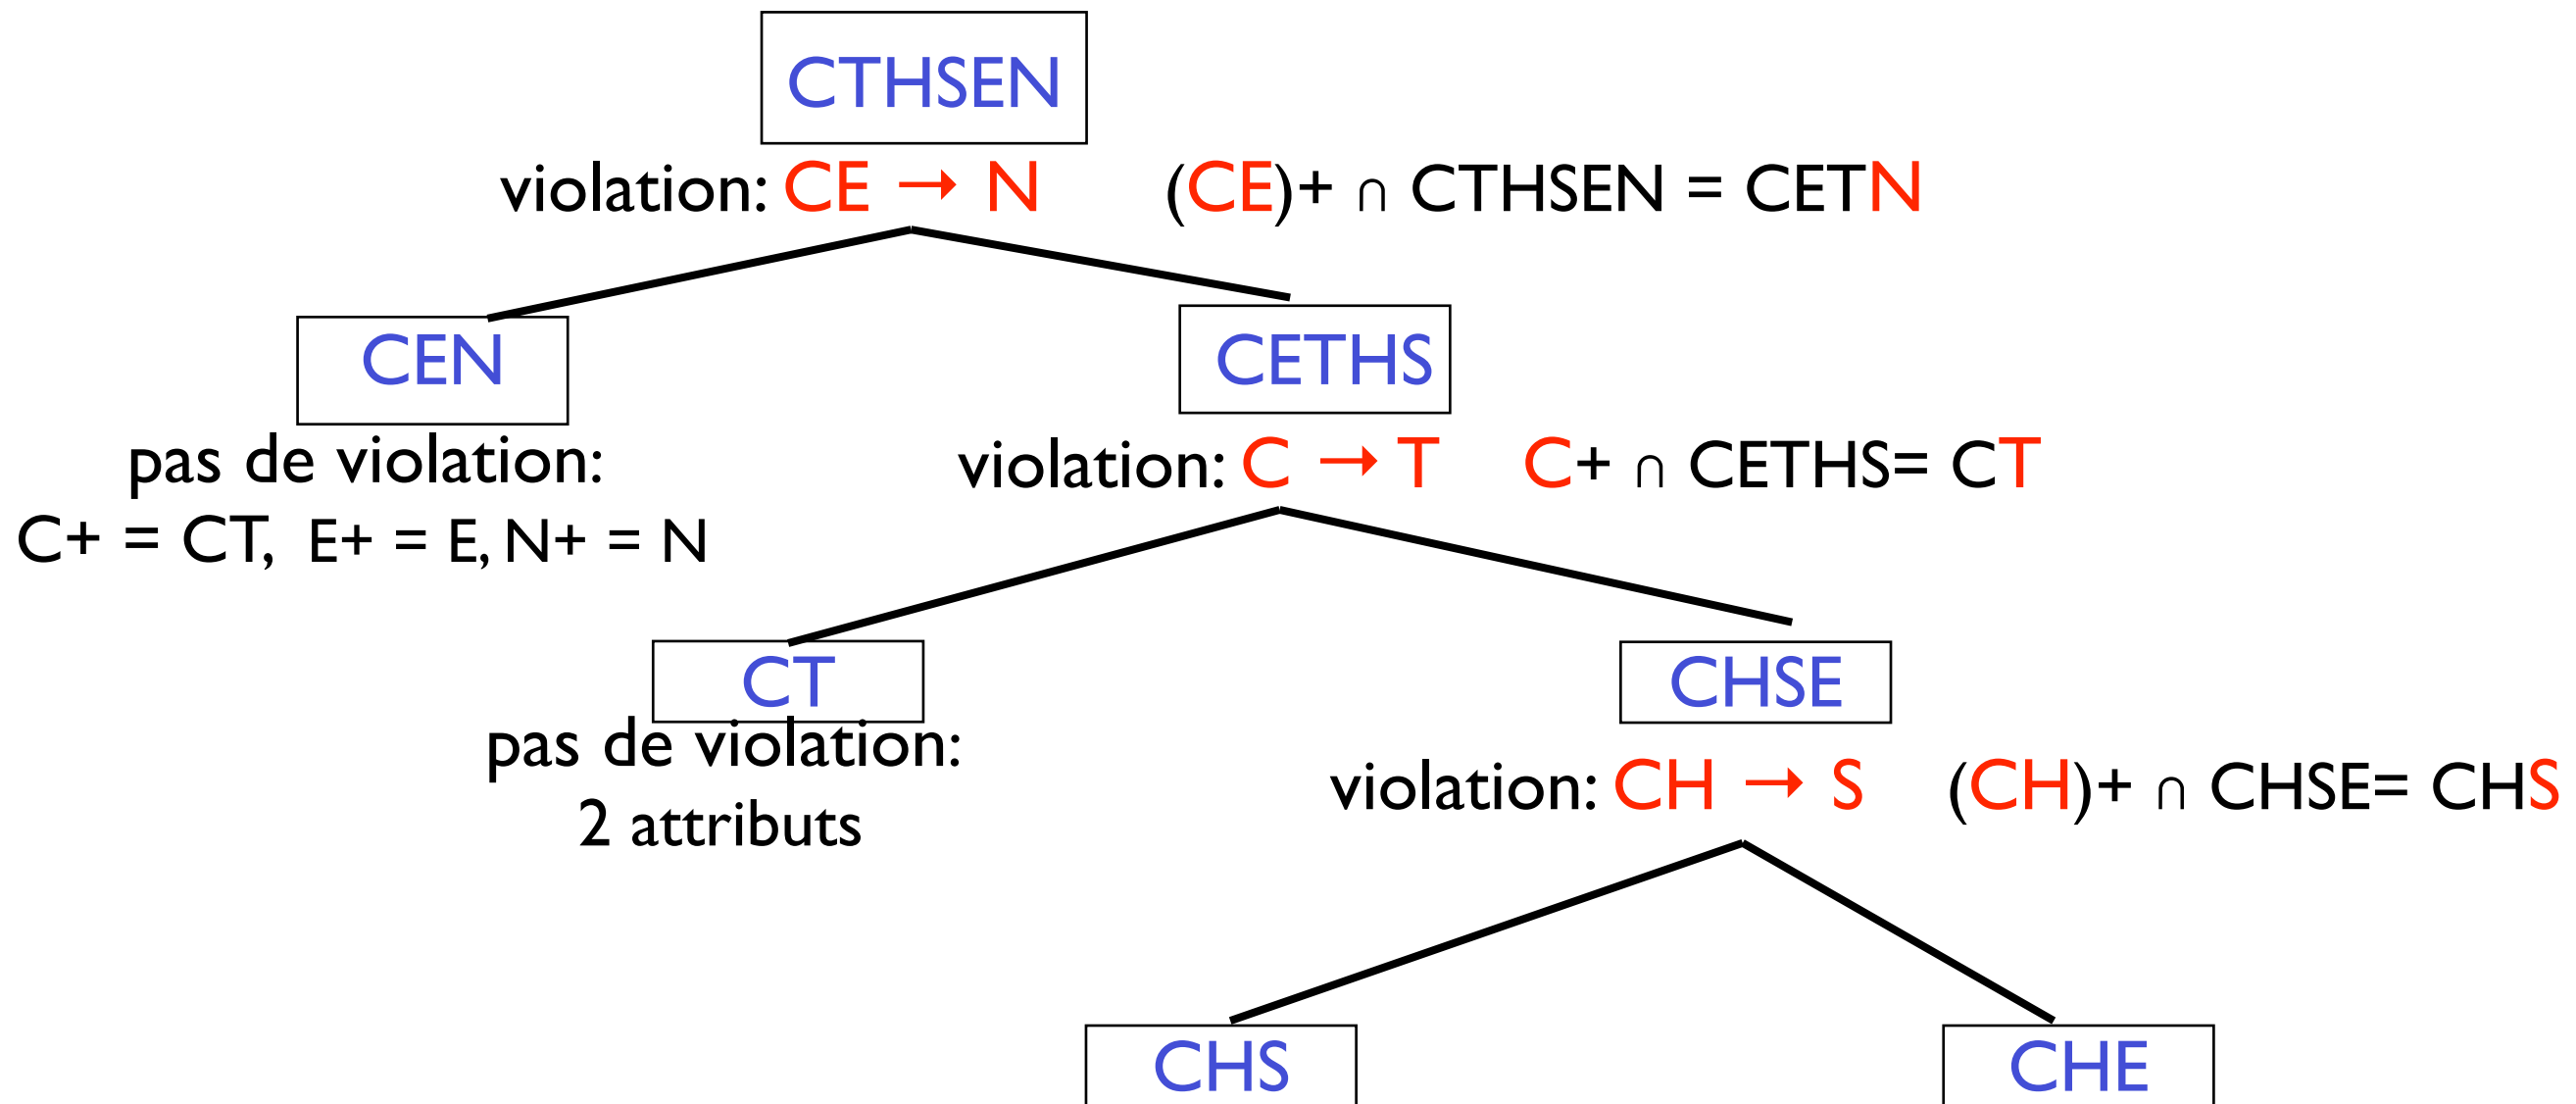 CTHSEN
violation: CE → N (CE)+ ∩ CTHSEN = CETN
CEN
CETHS
pas de violation:
C+ = CT, E+ = E, N+ = N
violation: C → T C+ ∩ CETHS= CT
CT
CHSE
pas de violation:
2 attributs
violation: CH → S (CH)+ ∩ CHSE= CHS
CHS
CHE